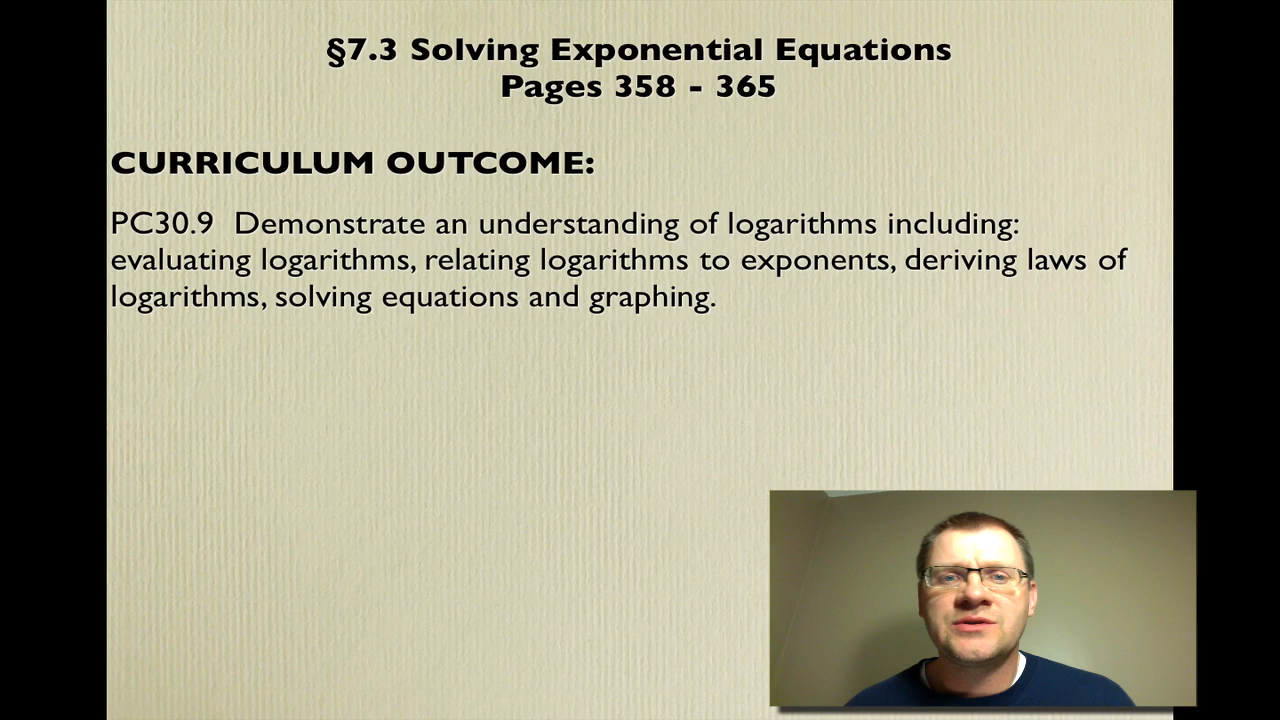 §7.3 Solving Exponential Equations
Pages 358 - 365
CURRICULUM OUTCOME:
PC30.9 Demonstrate an understanding of logarithms including:
evaluating logarithms, relating logarithms to exponents, deriving laws of
logarithms, solving equations and graphing.